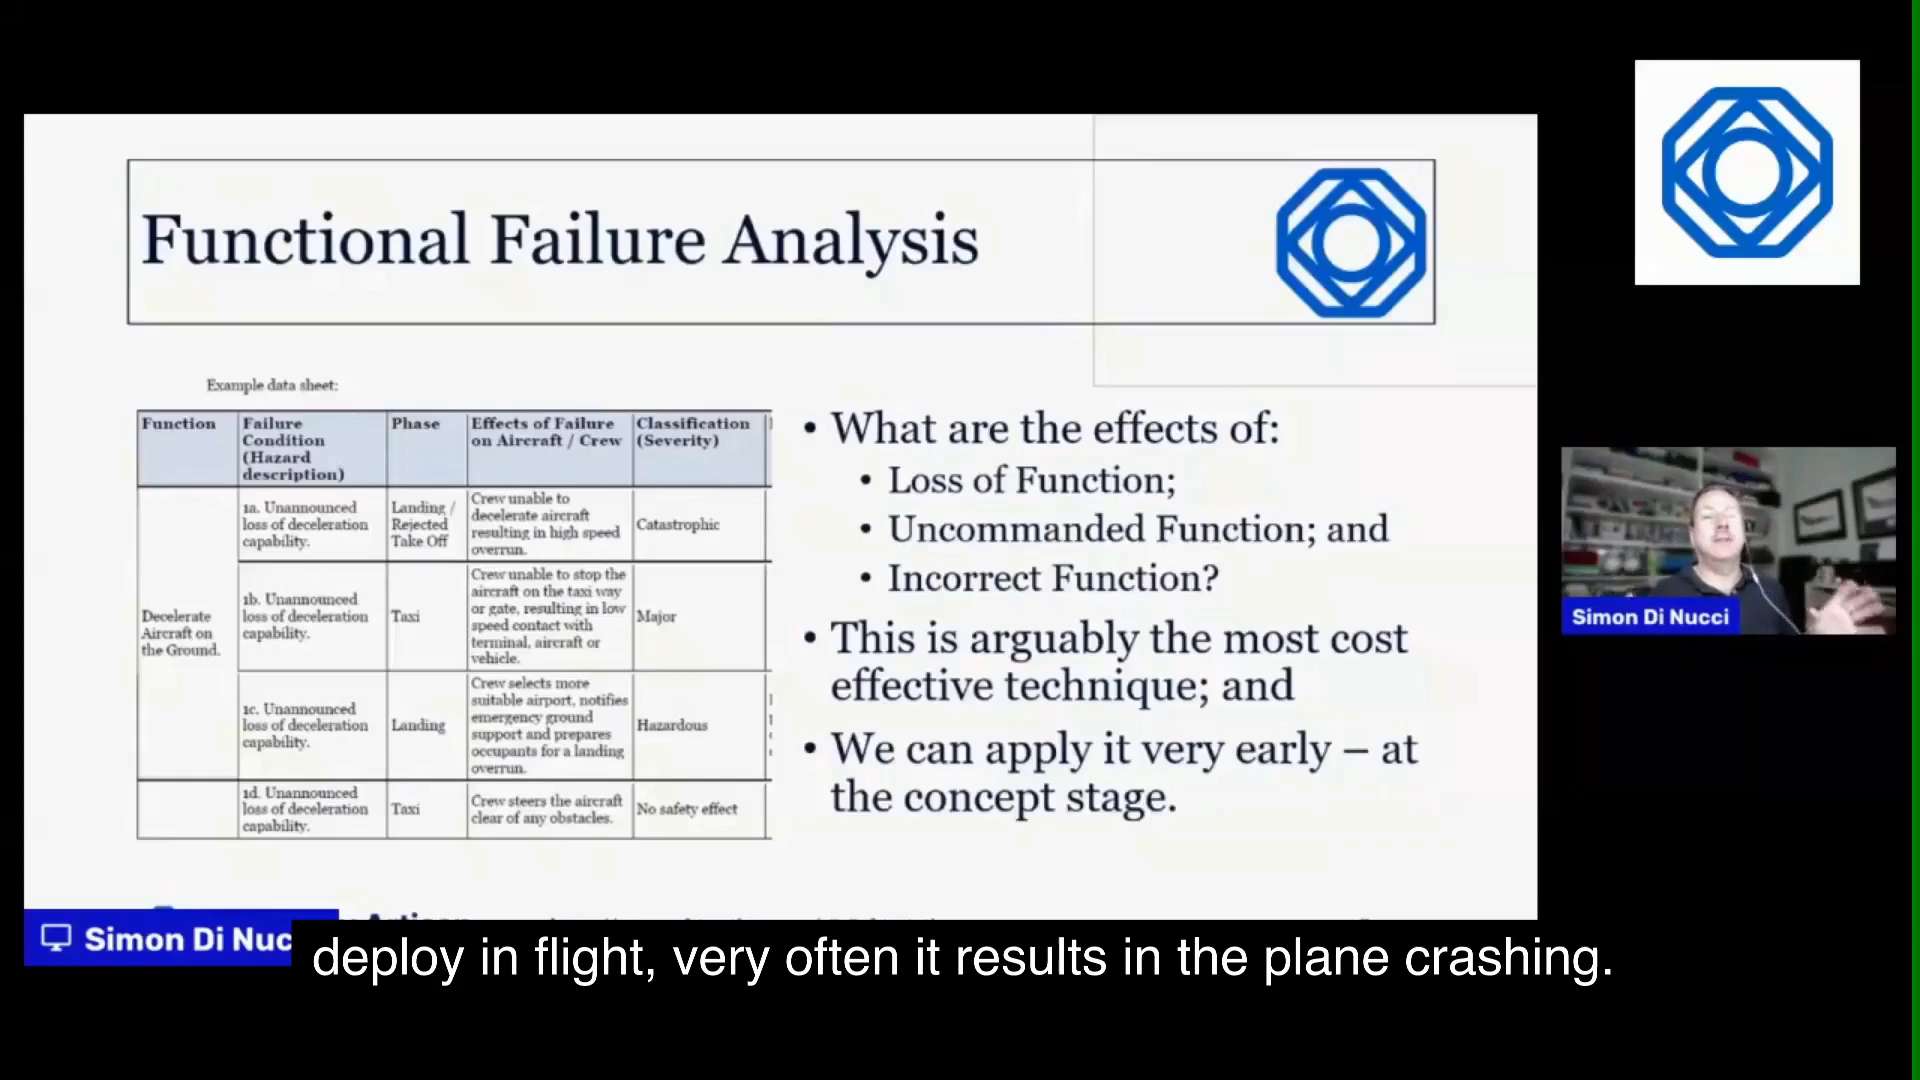 Functional Failure Analysis
Example data sheet:
Function
Failure
Condition
(Hazard
description)
Phase
Effects of Failure
on Aircraft / Crew
Classification
(Severity)
Decelerate
Aircraft on
the Ground.
1a. Unannounced
loss of deceleration
capability.
Landing /
Rejected
Take Off
Crew unable to
decelerate aircraft
resulting in high speed
overrun.
Catastrophic
1b. Unannounced
loss of deceleration
capability.
Taxi
Crew unable to stop the
aircraft on the taxi way
or gate, resulting in low
speed contact with
terminal, aircraft or
vehicle.
Major
1c. Unannounced
loss of deceleration
capability.
Landing
Crew selects more
suitable airport, notifies
emergency ground
support and prepares
occupants for a landing
overrun.
Hazardous
1d. Unannounced
loss of deceleration
capability.
Taxi
Crew steers the aircraft
clear of any obstacles.
No safety effect
• What are the effects of:
• Loss of Function;
• Uncommanded Function; and
• Incorrect Function?
• This is arguably the most cost
effective technique; and
• We can apply it very early – at
the concept stage.
Simon Di Nucci
Simon Di Nuc
deploy in flight, very often it results in the plane crashing.